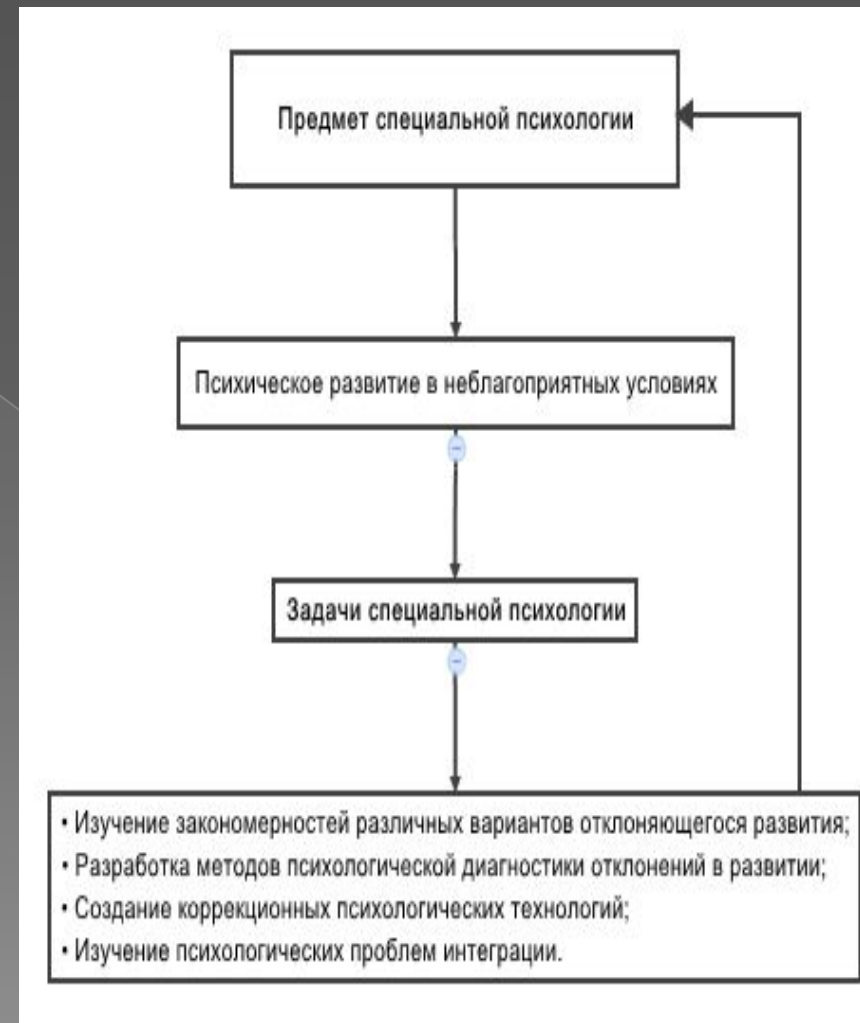 Предмет специальной психологии
Психическое развитие в неблагоприятных условиях
Задачи специальной психологии
• Изучение закономерностей различных вариантов отклоняющегося развития;
• Разработка методов психологической диагностики отклонений в развитии;
• Создание коррекционных психологических технологий;
• Изучение психологических проблем интеграции.